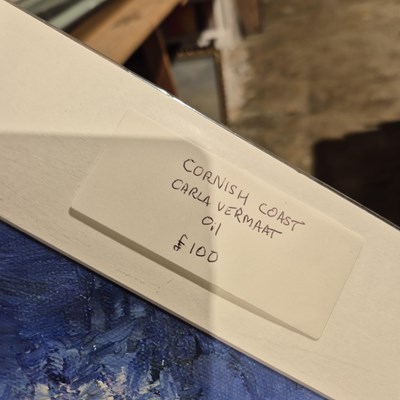 CORNISH COAST
CARLA VERMAAT
Oil
£100